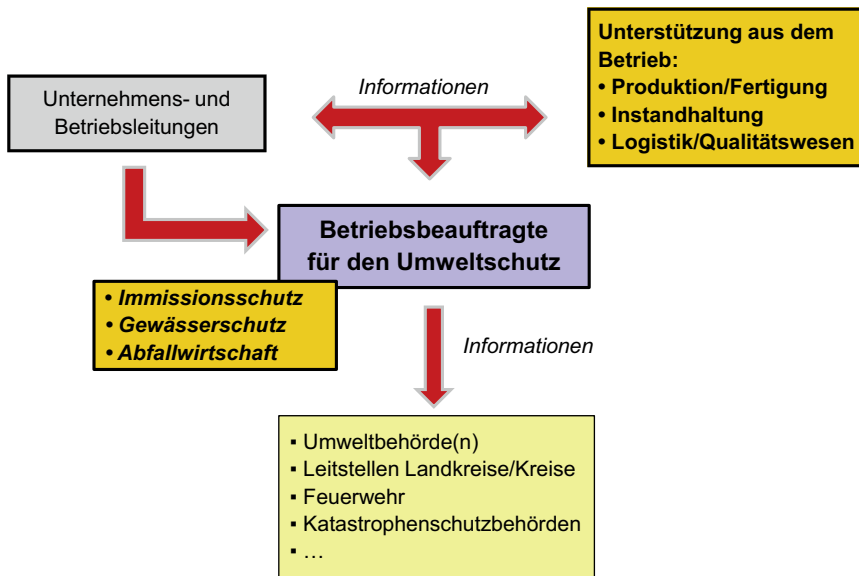 Unternehmens- und
Betriebsleitungen
Informationen
Unterstützung aus dem
Betrieb:
• Produktion/Fertigung
• Instandhaltung
• Logistik/Qualitätswesen
Betriebsbeauftragte
für den Umweltschutz
• Immissionsschutz
• Gewässerschutz
• Abfallwirtschaft
Informationen
▪ Umweltbehörde(n)
▪ Leitstellen Landkreise/Kreise
▪ Feuerwehr
▪ Katastrophenschutzbehörden
▪ …